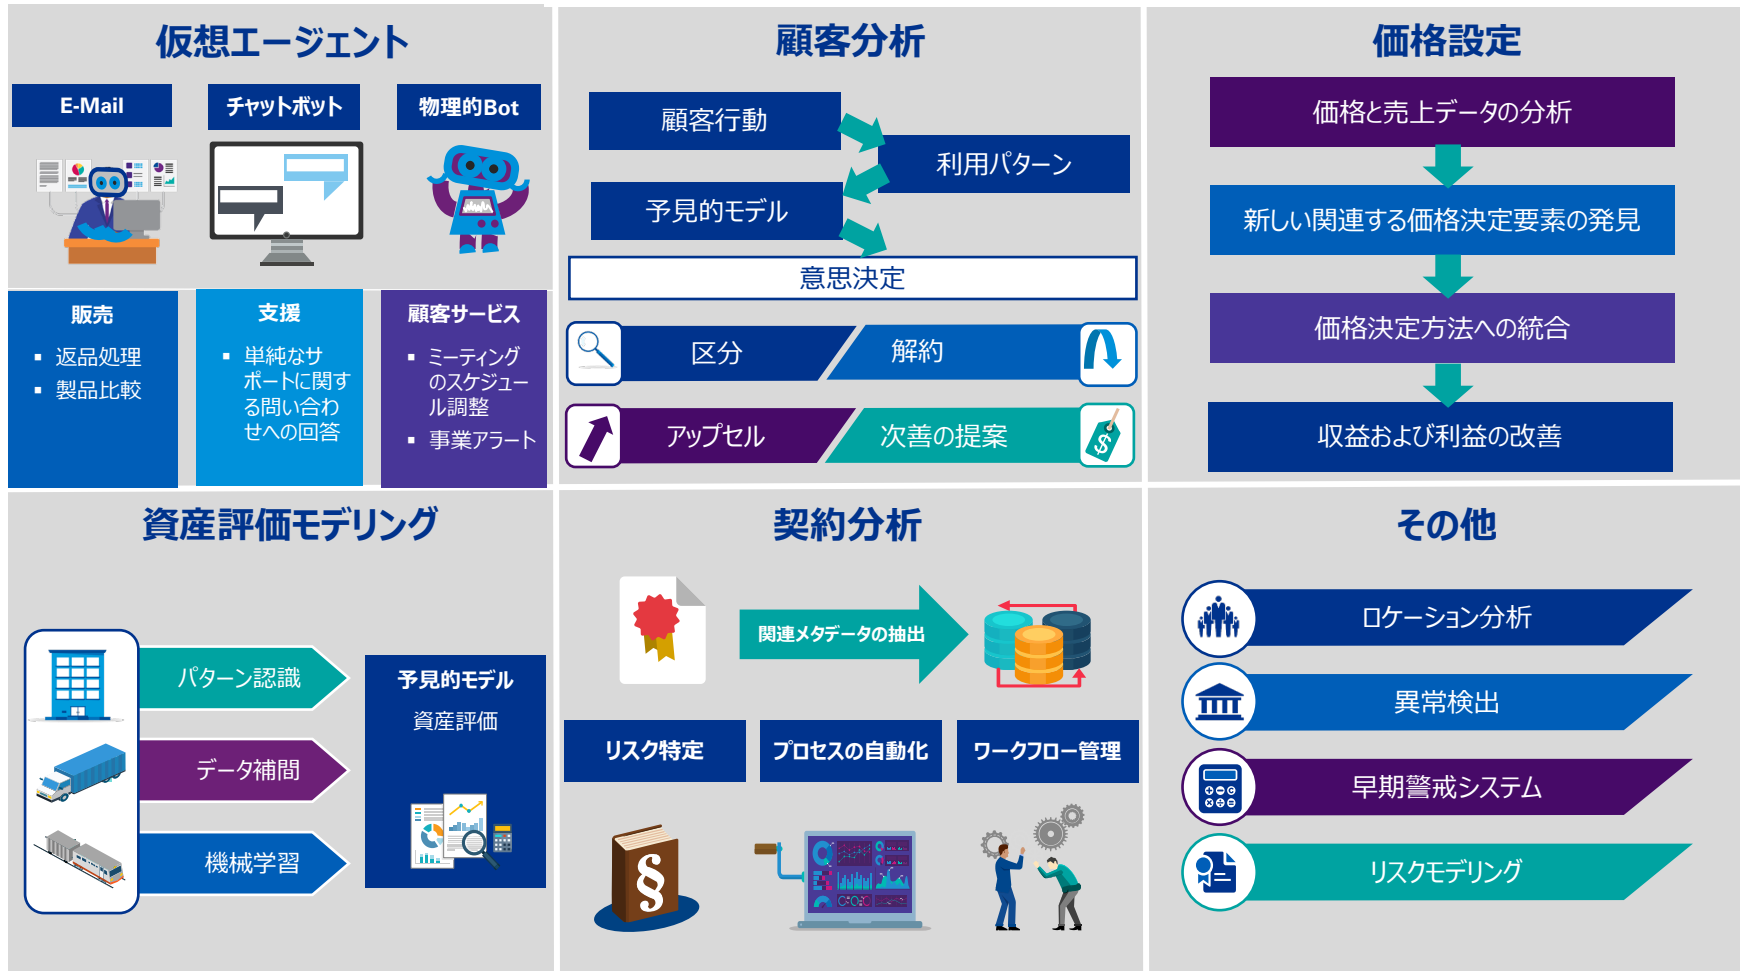 仮想エージェント
E-Mail
チャットボット
物理的Bot
販売
▪ 返品処理
▪ 製品比較
支援
▪ 単純なサ
ポートに関す
る問い合わ
せへの回答
顧客サービス
▪ ミーティング
のスケジュー
ル調整
▪ 事業アラート
顧客分析
顧客行動
利用パターン
予見的モデル
意思決定
区分
解約
アップセル
次善の提案
$
価格設定
価格と売上データの分析
新しい関連する価格決定要素の発見
価格決定方法への統合
収益および利益の改善
資産評価モデリング
パターン認識
データ補間
機械学習
予見的モデル
資産評価
契約分析
関連メタデータの抽出
リスク特定
プロセスの自動化
ワークフロー管理
§
その他
ロケーション分析
異常検出
早期警戒システム
リスクモデリング